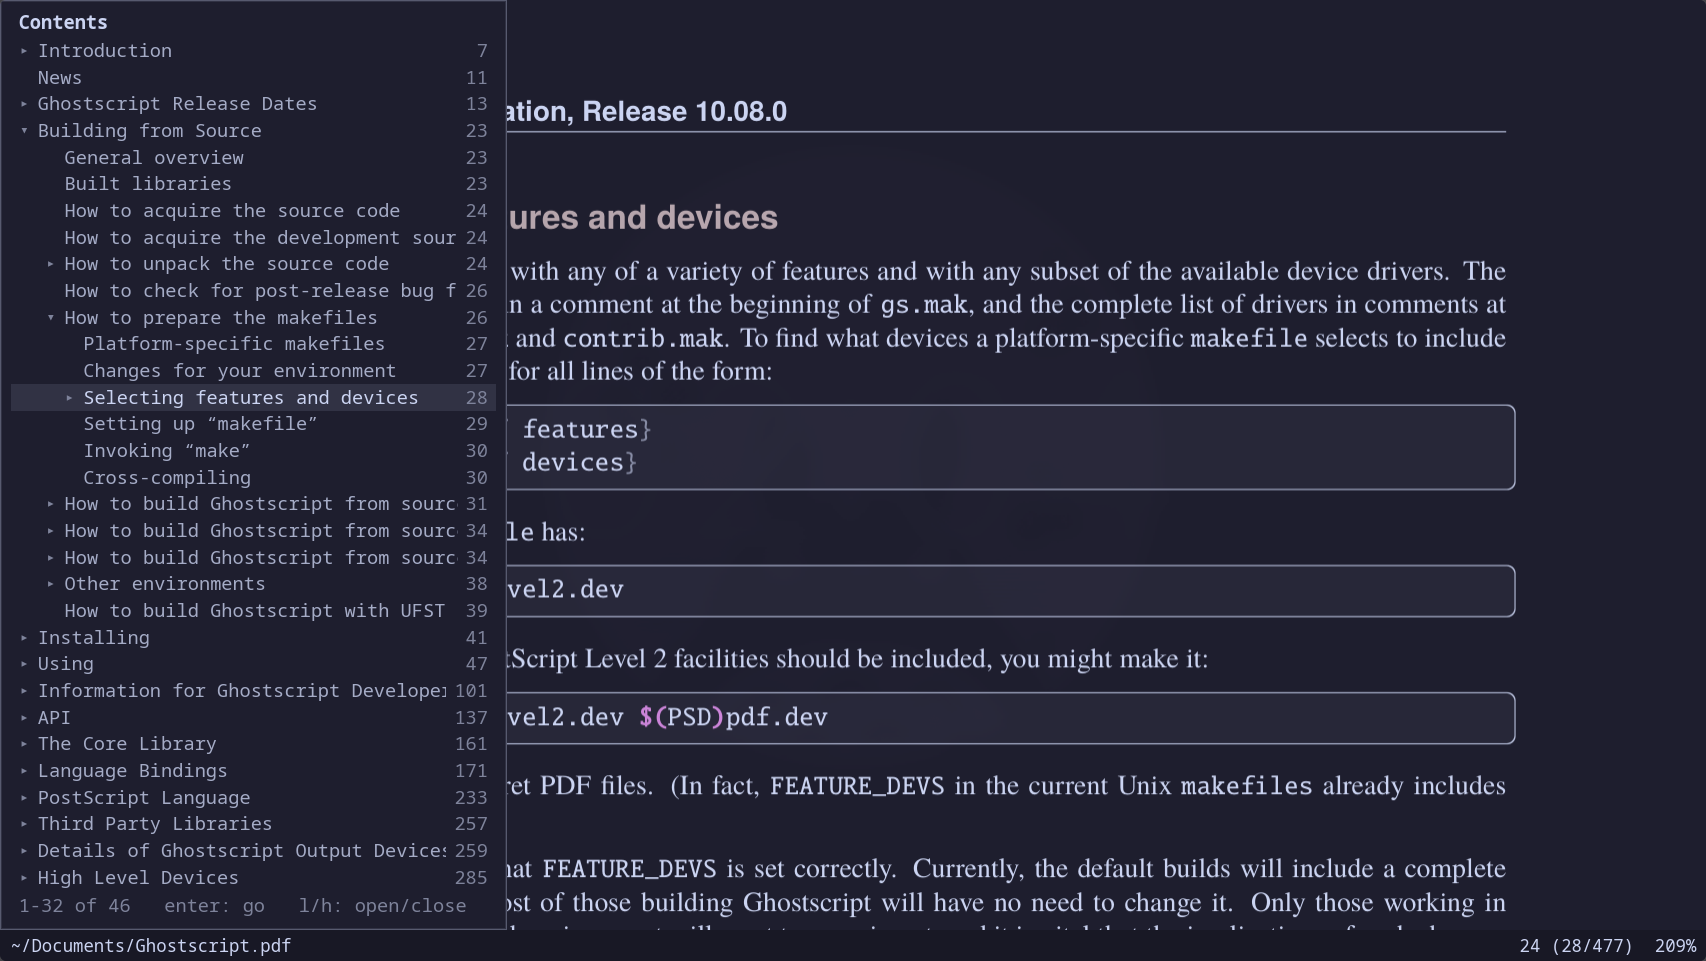 Contents
▸ Introduction 7
News 11
▸ Ghostscript Release Dates 13
▾ Building from Source 23
General overview 23
Built libraries 23
How to acquire the source code 24
How to acquire the development sour 24
▸ How to unpack the source code 24
How to check for post-release bug f 26
▾ How to prepare the makefiles 26
Platform-specific makefiles 27
Changes for your environment 27
▸ Selecting features and devices 28
Setting up “makefile” 29
Invoking “make” 30
Cross-compiling 30
▸ How to build Ghostscript from sourc 31
▸ How to build Ghostscript from sourc 34
▸ How to build Ghostscript from sourc 34
▸ Other environments 38
How to build Ghostscript with UFST 39
▸ Installing 41
▸ Using 47
▸ Information for Ghostscript Developer 101
▸ API 137
▸ The Core Library 161
▸ Language Bindings 171
▸ PostScript Language 233
▸ Third Party Libraries 257
▸ Details of Ghostscript Output Devices 259
▸ High Level Devices 285
1-32 of 46 enter: go l/h: open/close
ation, Release 10.08.0
ures and devices
with any of a variety of features and with any subset of the available device drivers. The
in a comment at the beginning of gs.mak, and the complete list of drivers in comments at
and contrib.mak. To find what devices a platform-specific makefile selects to include
for all lines of the form:
features}
devices}
le has:
vel2.dev
tScript Level 2 facilities should be included, you might make it:
vel2.dev $(PSD)pdf.dev
ret PDF files. (In fact, FEATURE_DEVS in the current Unix makefiles already includes
hat FEATURE_DEVS is set correctly. Currently, the default builds will include a complete
ost of those building Ghostscript will have no need to change it. Only those working in
~/Documents/Ghostscript.pdf 24 (28/477) 209%